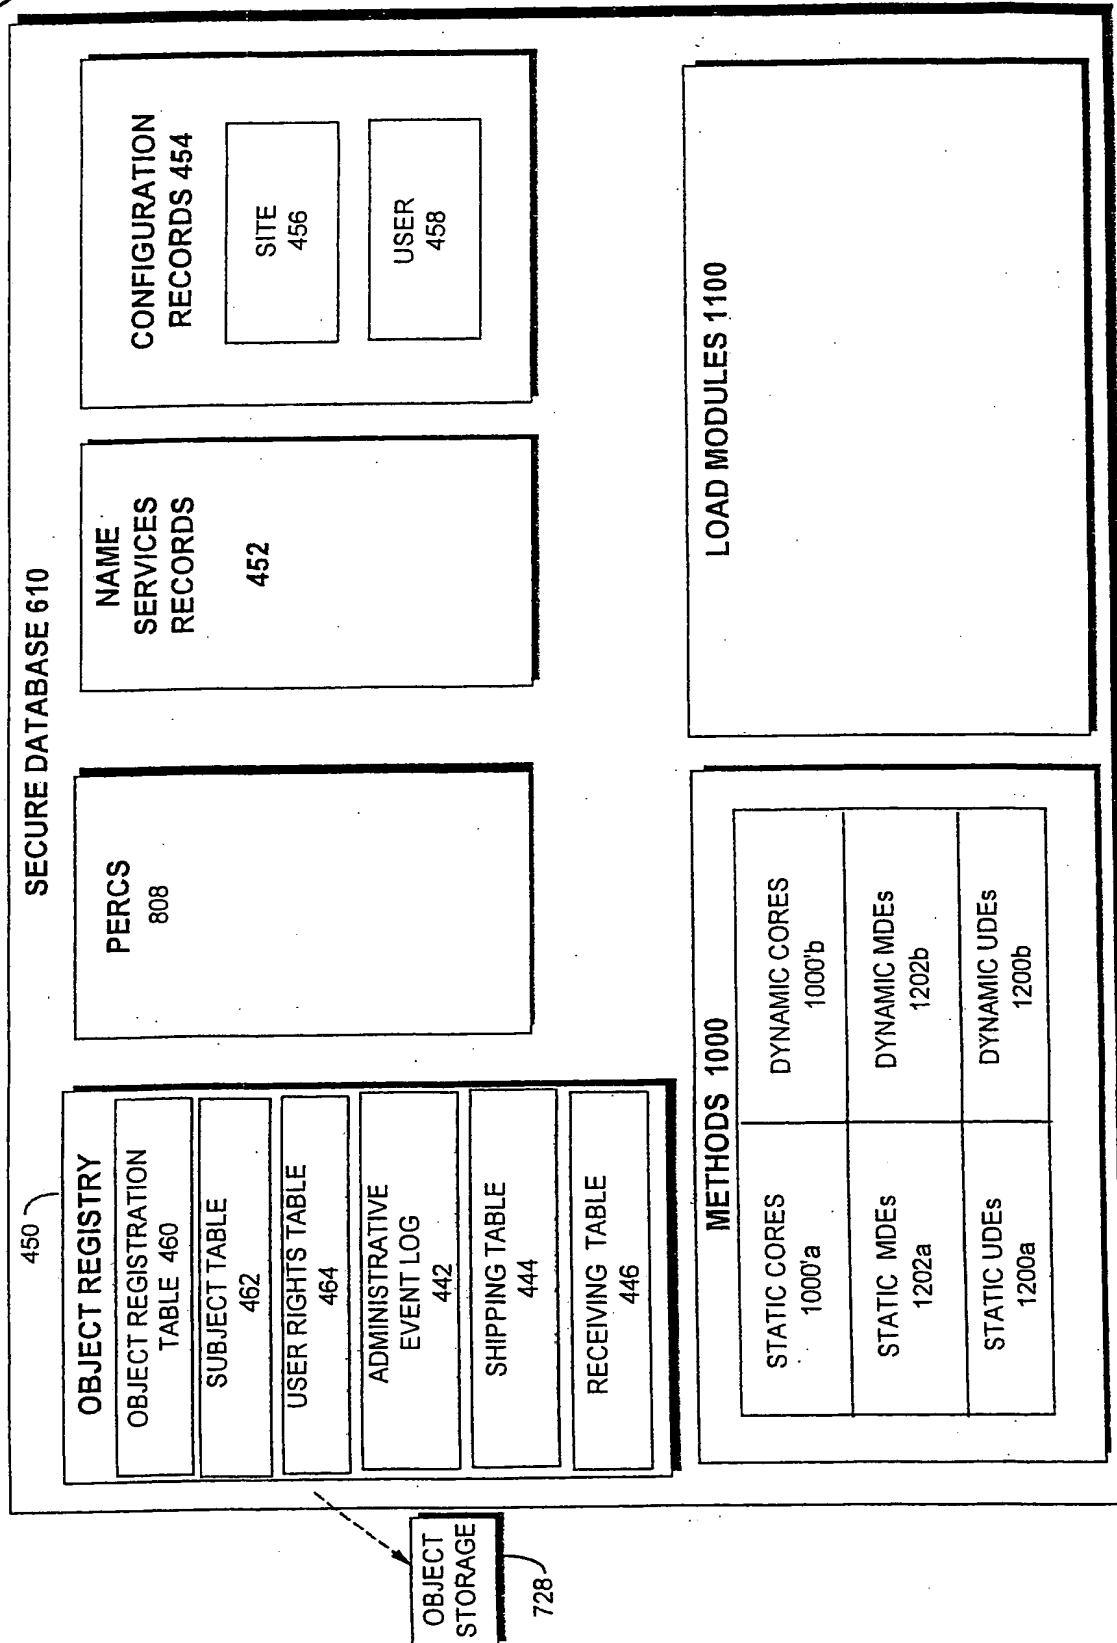 SECURE DATABASE 610
450
OBJECT REGISTRY
OBJECT REGISTRATION
TABLE 460
SUBJECT TABLE
462
USER RIGHTS TABLE
464
ADMINISTRATIVE
EVENT LOG
442
SHIPPING TABLE
444
RECEIVING TABLE
446
OBJECT
STORAGE
728
PERCS
808
NAME
SERVICES
RECORDS
452
CONFIGURATION
RECORDS 454
SITE
456
USER
458
METHODS 1000
STATIC CORES
1000'a
DYNAMIC CORES
1000'b
STATIC MDEs
1202a
DYNAMIC MDEs
1202b
STATIC UDEs
1200a
DYNAMIC UDEs
1200b
LOAD MODULES 1100